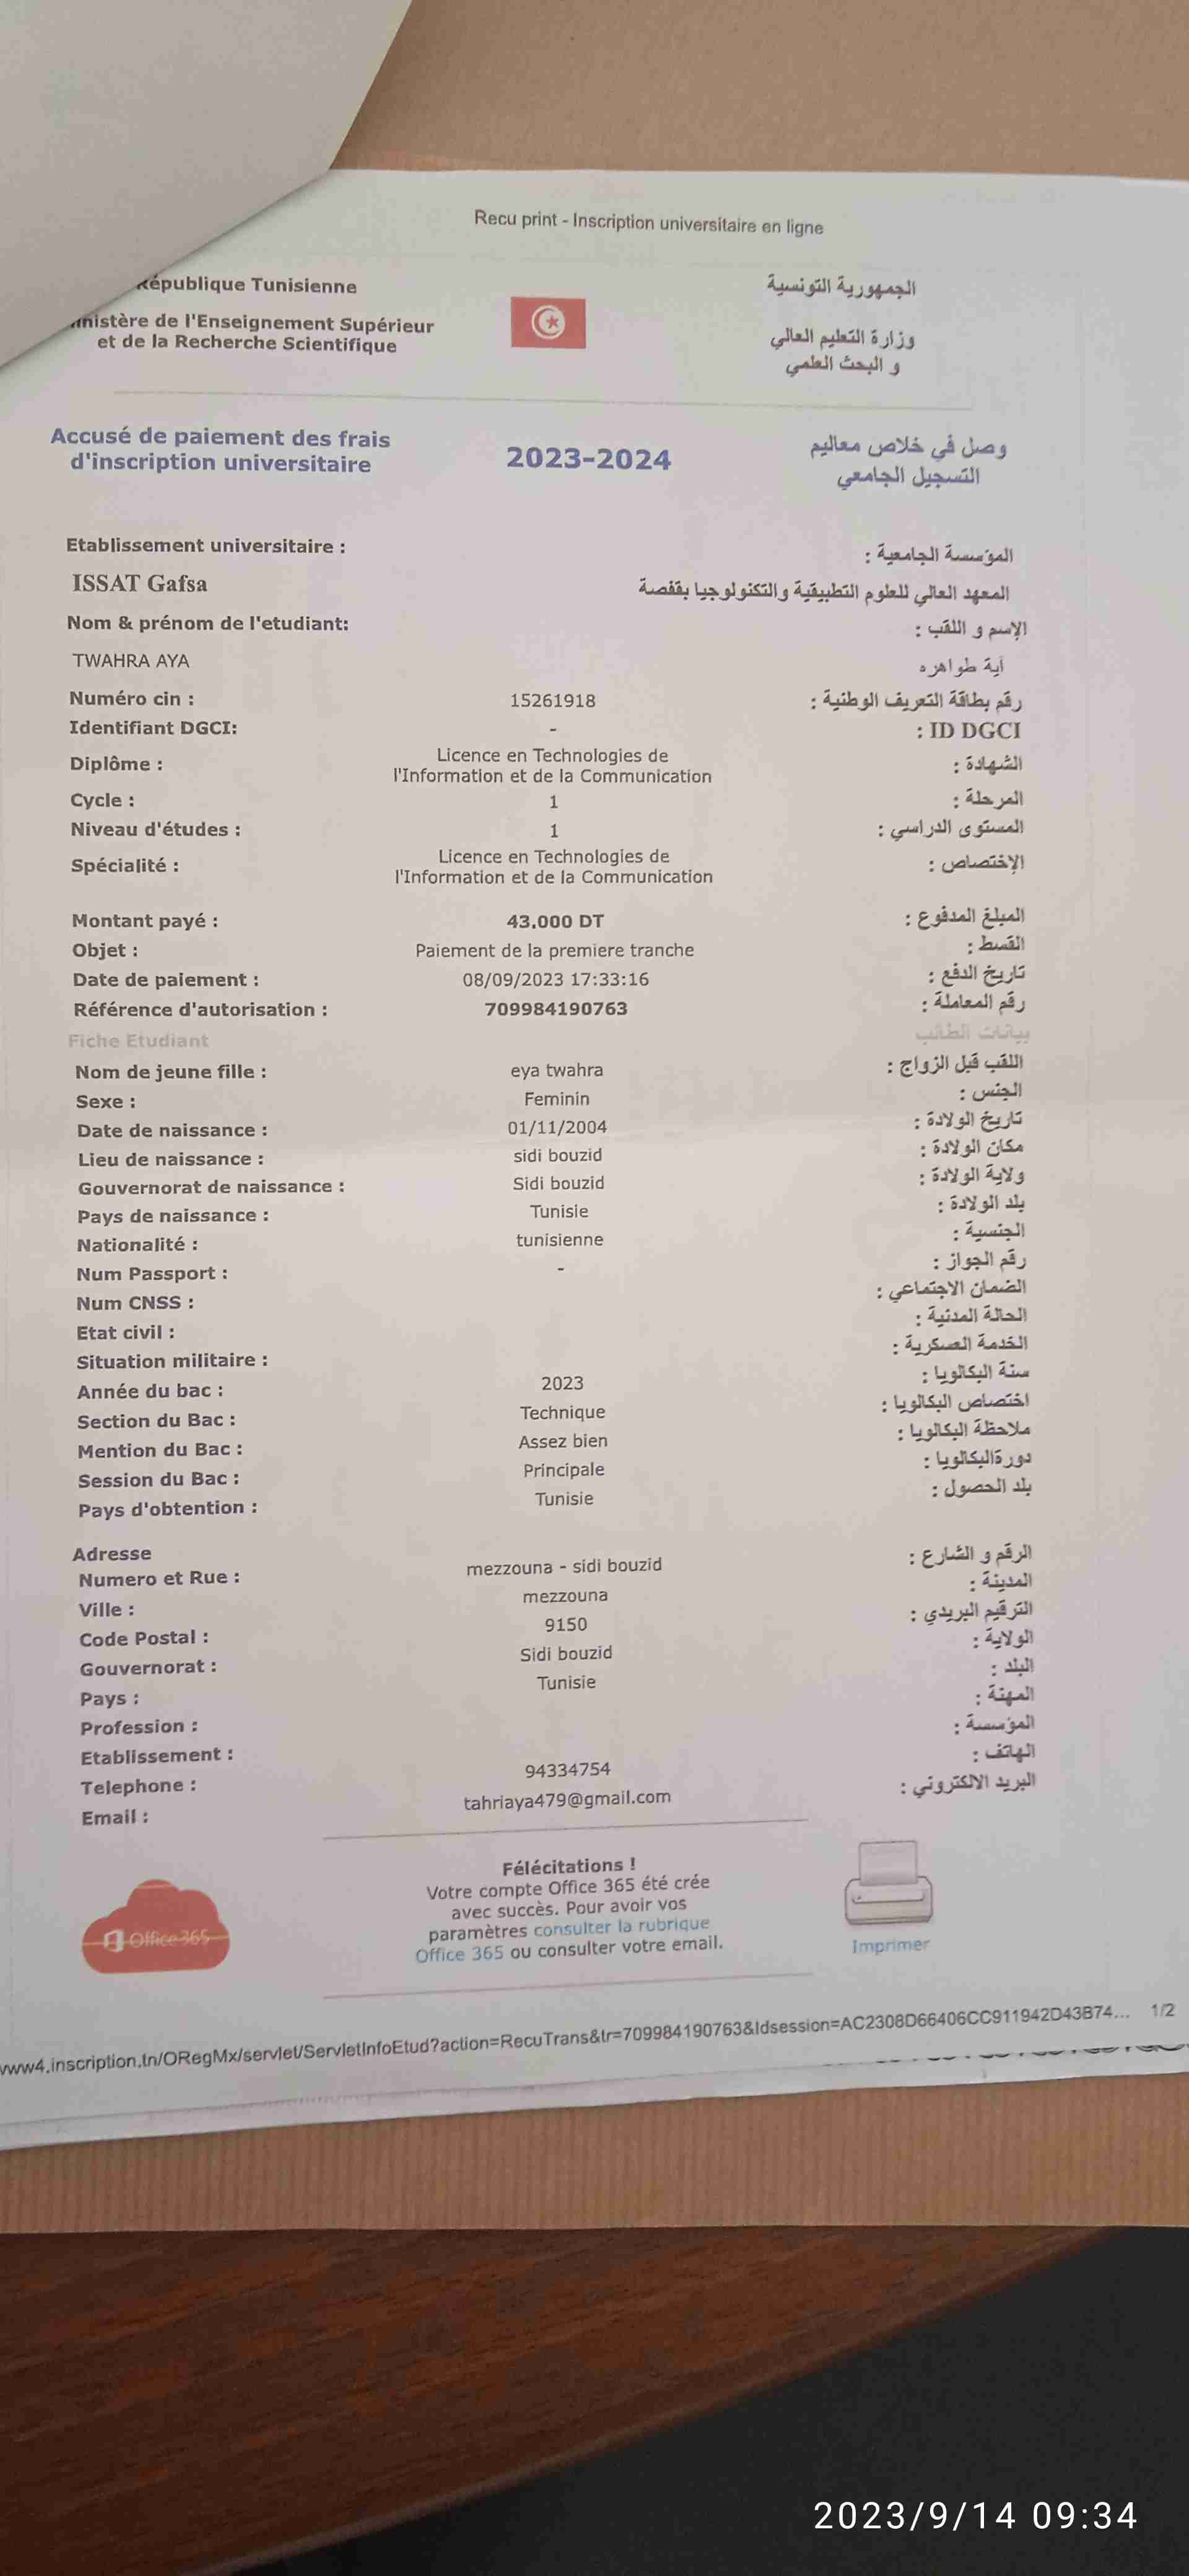 Recu print - Inscription universitaire en ligne
République Tunisienne
الجمهورية التونسية
Ministère de l'Enseignement Supérieur
et de la Recherche Scientifique
وزارة التعليم العالي
و البحث العلمي
Accusé de paiement des frais
d'inscription universitaire
2023-2024
وصل في خلاص معاليم
التسجيل الجامعي
Etablissement universitaire :
المؤسسة الجامعية :
ISSAT Gafsa
المعهد العالي للعلوم التطبيقية والتكنولوجيا بقفصة
Nom & prénom de l'etudiant:
الإسم و اللقب :
TWAHRA AYA
آية طواهره
Numéro cin : 15261918 رقم بطاقة التعريف الوطنية :
Identifiant DGCI: - ID DGCI :
Diplôme : Licence en Technologies de
l'Information et de la Communication الشهادة :
Cycle : 1 المرحلة :
Niveau d'études : 1 المستوى الدراسي :
Spécialité : Licence en Technologies de
l'Information et de la Communication الإختصاص :
Montant payé : 43.000 DT المبلغ المدفوع :
Objet : Paiement de la premiere tranche القسط :
Date de paiement : 08/09/2023 17:33:16 تاريخ الدفع :
Référence d'autorisation : 709984190763 رقم المعاملة :
Fiche Etudiant بيانات الطالب
Nom de jeune fille : eya twahra اللقب قبل الزواج :
Sexe : Feminin الجنس :
Date de naissance : 01/11/2004 تاريخ الولادة :
Lieu de naissance : sidi bouzid مكان الولادة :
Gouvernorat de naissance : Sidi bouzid ولاية الولادة :
Pays de naissance : Tunisie بلد الولادة :
Nationalité : tunisienne الجنسية :
Num Passport : - رقم الجواز :
Num CNSS : الضمان الاجتماعي :
Etat civil : الحالة المدنية :
Situation militaire : الخدمة العسكرية :
Année du bac : 2023 سنة البكالويا :
Section du Bac : Technique اختصاص البكالويا :
Mention du Bac : Assez bien ملاحظة البكالويا :
Session du Bac : Principale دورةالبكالويا :
Pays d'obtention : Tunisie بلد الحصول :
Adresse
Numero et Rue : mezzouna - sidi bouzid الرقم و الشارع :
Ville : mezzouna المدينة :
Code Postal : 9150 الترقيم البريدي :
Gouvernorat : Sidi bouzid الولاية :
Pays : Tunisie البلد :
Profession : المهنة :
Etablissement : المؤسسة :
Telephone : 94334754 الهاتف :
Email : tahriaya479@gmail.com البريد الالكتروني :
Félécitations !
Votre compte Office 365 été crée
avec succès. Pour avoir vos
paramètres consulter la rubrique
Office 365 ou consulter votre email.
Office 365
Imprimer
www4.inscription.tn/ORegMx/servlet/ServletInfoEtud?action=RecuTrans&tr=709984190763&Idsession=AC2308D66406CC911942D43B74... 1/2
2023/9/14 09:34